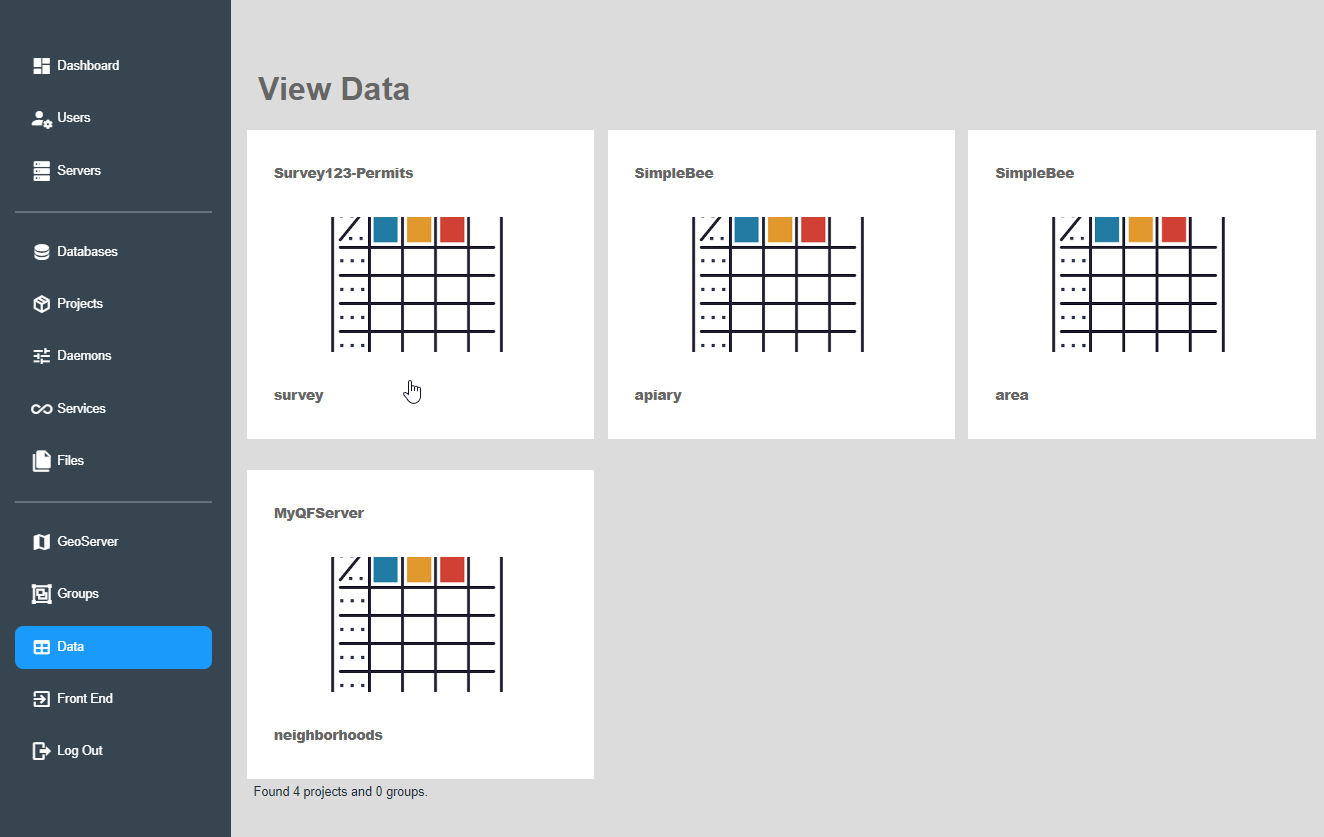 Dashboard
Users
Servers
Databases
Projects
Daemons
Services
Files
GeoServer
Groups
Data
Front End
Log Out
View Data
Survey123-Permits
survey
SimpleBee
apiary
SimpleBee
area
MyQFServer
neighborhoods
Found 4 projects and 0 groups.